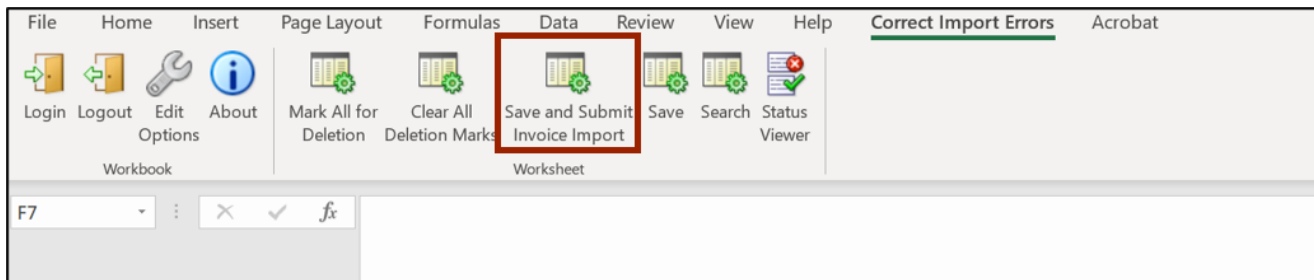 File Home Insert Page Layout Formulas Data Review View Help Correct Import Errors Acrobat
Login Logout Edit About Mark All for Clear All Save and Submit Save Search Status
Options Deletion Deletion Marks Invoice Import Viewer
Workbook Worksheet
F7 fx